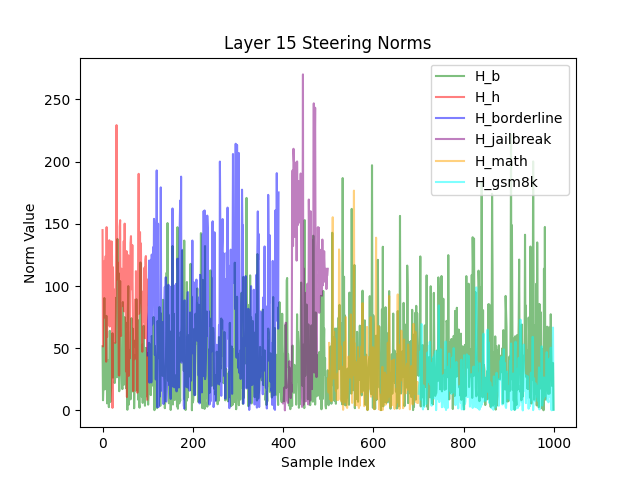 Layer 15 Steering Norms
Norm Value
250
200
150
100
50
0
0
200
400
600
800
1000
Sample Index
H_b
H_h
H_borderline
H_jailbreak
H_math
H_gsm8k